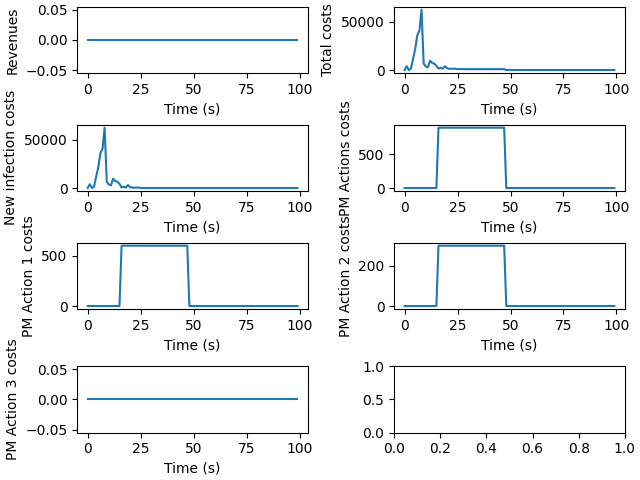 Revenues
0.05
0.00
−0.05
0 25 50 75 100
Time (s)
Total costs
50000
0
0 25 50 75 100
Time (s)
New infection costs
50000
0
0 25 50 75 100
Time (s)
PM Actions costs
500
0
0 25 50 75 100
Time (s)
PM Action 1 costs
500
0
0 25 50 75 100
Time (s)
PM Action 2 costs
200
0
0 25 50 75 100
Time (s)
PM Action 3 costs
0.05
0.00
−0.05
0 25 50 75 100
Time (s)
1.0
0.5
0.0
0.0 0.2 0.4 0.6 0.8 1.0